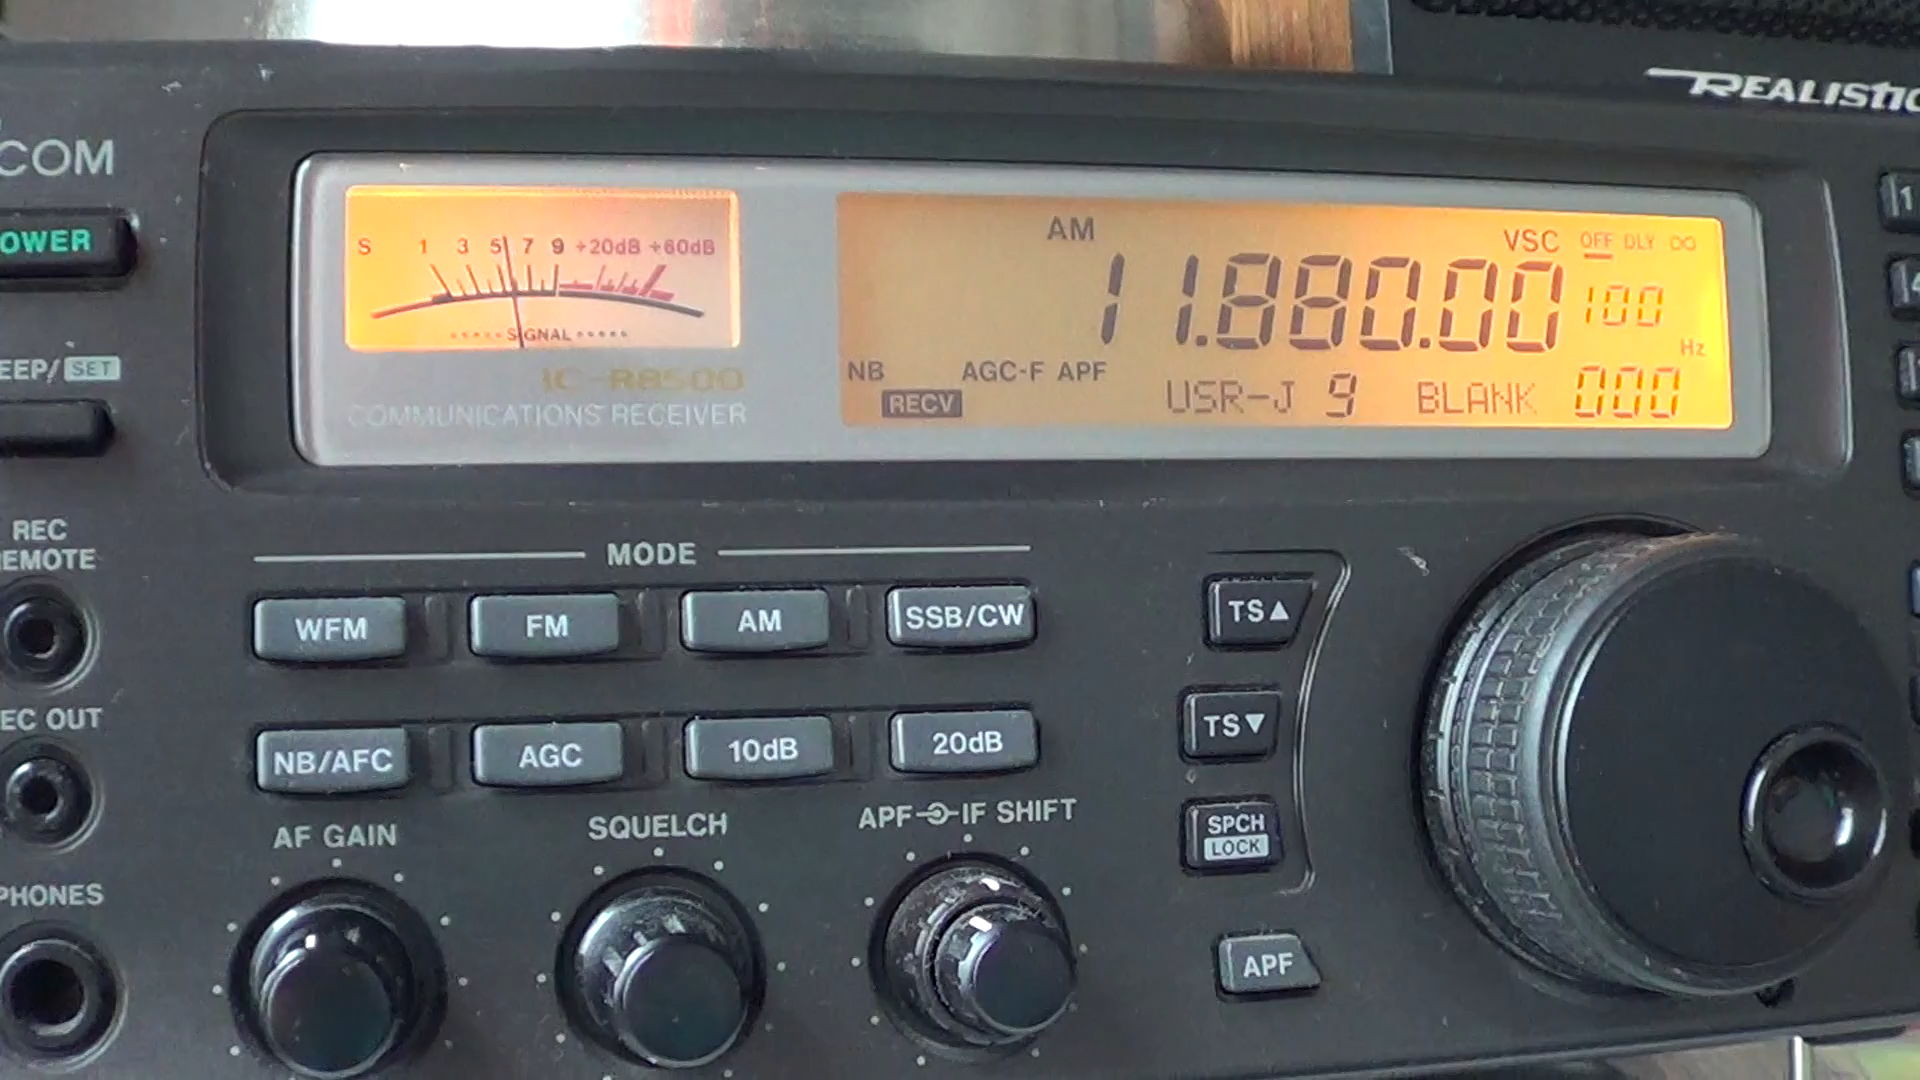 REALISTIC
COM
OWER
S 1 3 5 7 9 +20dB +60dB
SIGNAL
IC-R8500
COMMUNICATIONS RECEIVER
AM
VSC OFF DLY
11.880.00 100
Hz
NB AGC-F APF
RECV
USR-J 9 BLANK 000
EEP/SET
REC
EMOTE
EC OUT
PHONES
MODE
WFM FM AM SSB/CW
NB/AFC AGC 10dB 20dB
AF GAIN SQUELCH APF IF SHIFT
TS▲
TS▼
SPCH
LOCK
APF
1
4